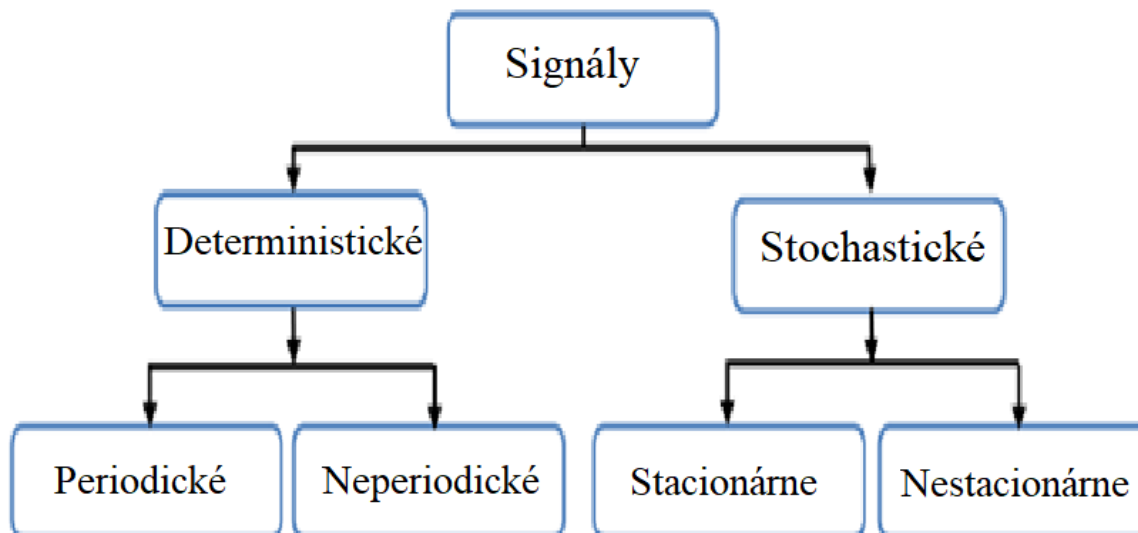 Signály
Deterministické
Stochastické
Periodické
Neperiodické
Stacionárne
Nestacionárne